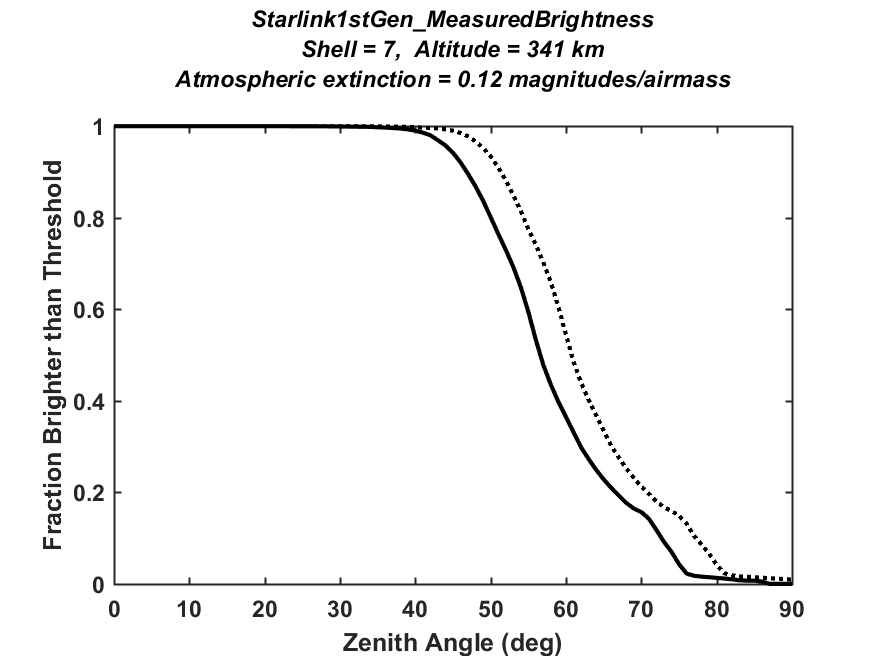 Starlink1stGen_MeasuredBrightness
Shell = 7,  Altitude = 341 km
Atmospheric extinction = 0.12 magnitudes/airmass
Fraction Brighter than Threshold
1
0.8
0.6
0.4
0.2
0
0 10 20 30 40 50 60 70 80 90
Zenith Angle (deg)